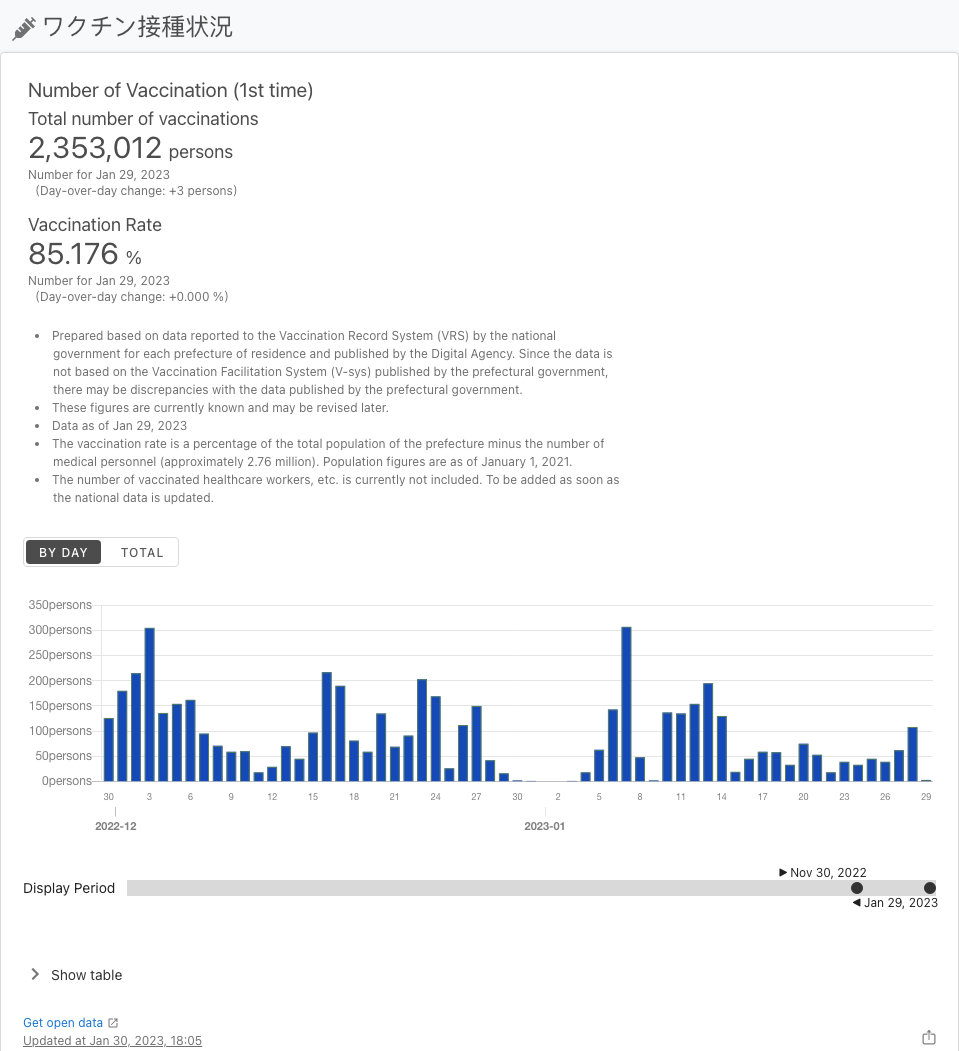 ワクチン接種状況
Number of Vaccination (1st time)
Total number of vaccinations
2,353,012 persons
Number for Jan 29, 2023
(Day-over-day change: +3 persons)
Vaccination Rate
85.176 %
Number for Jan 29, 2023
(Day-over-day change: +0.000 %)
• Prepared based on data reported to the Vaccination Record System (VRS) by the national
government for each prefecture of residence and published by the Digital Agency. Since the data is
not based on the Vaccination Facilitation System (V-sys) published by the prefectural government,
there may be discrepancies with the data published by the prefectural government.
• These figures are currently known and may be revised later.
• Data as of Jan 29, 2023
• The vaccination rate is a percentage of the total population of the prefecture minus the number of
medical personnel (approximately 2.76 million). Population figures are as of January 1, 2021.
• The number of vaccinated healthcare workers, etc. is currently not included. To be added as soon as
the national data is updated.
BY DAY TOTAL
350persons
300persons
250persons
200persons
150persons
100persons
50persons
0persons
30 3 6 9 12 15 18 21 24 27 30 2 5 8 11 14 17 20 23 26 29
2022-12 2023-01
Nov 30, 2022
Display Period
Jan 29, 2023
Show table
Get open data
Updated at Jan 30, 2023, 18:05